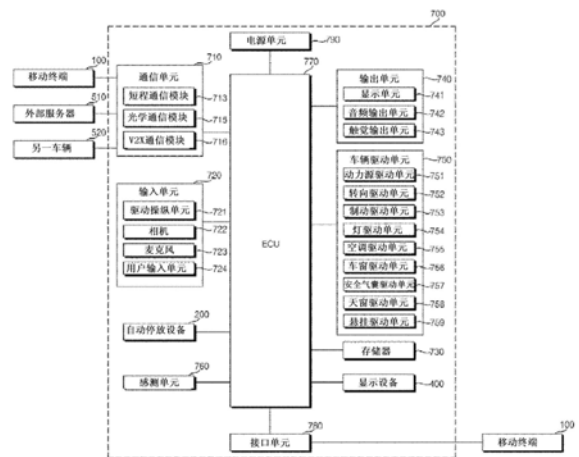 700
电源单元 790
100 710 770
移动终端 通信单元 输出单元 740
510 短程通信模块 713 显示单元 741
外部服务器 光学通信模块 715 音频输出单元 742
520 V2X通信模块 716 触觉输出单元 743
另一车辆
720 车辆驱动单元 750
输入单元 动力源驱动单元 751
驱动操纵单元 721 转向驱动单元 752
相机 722 制动驱动单元 753
麦克风 723 ECU 灯驱动单元 754
用户输入单元 724 空调驱动单元 755
车窗驱动单元 756
安全气囊驱动单元 757
200 天窗驱动单元 758
自动停放设备 悬挂驱动单元 759
760 存储器 730
感测单元 显示设备 400
780 100
接口单元 移动终端